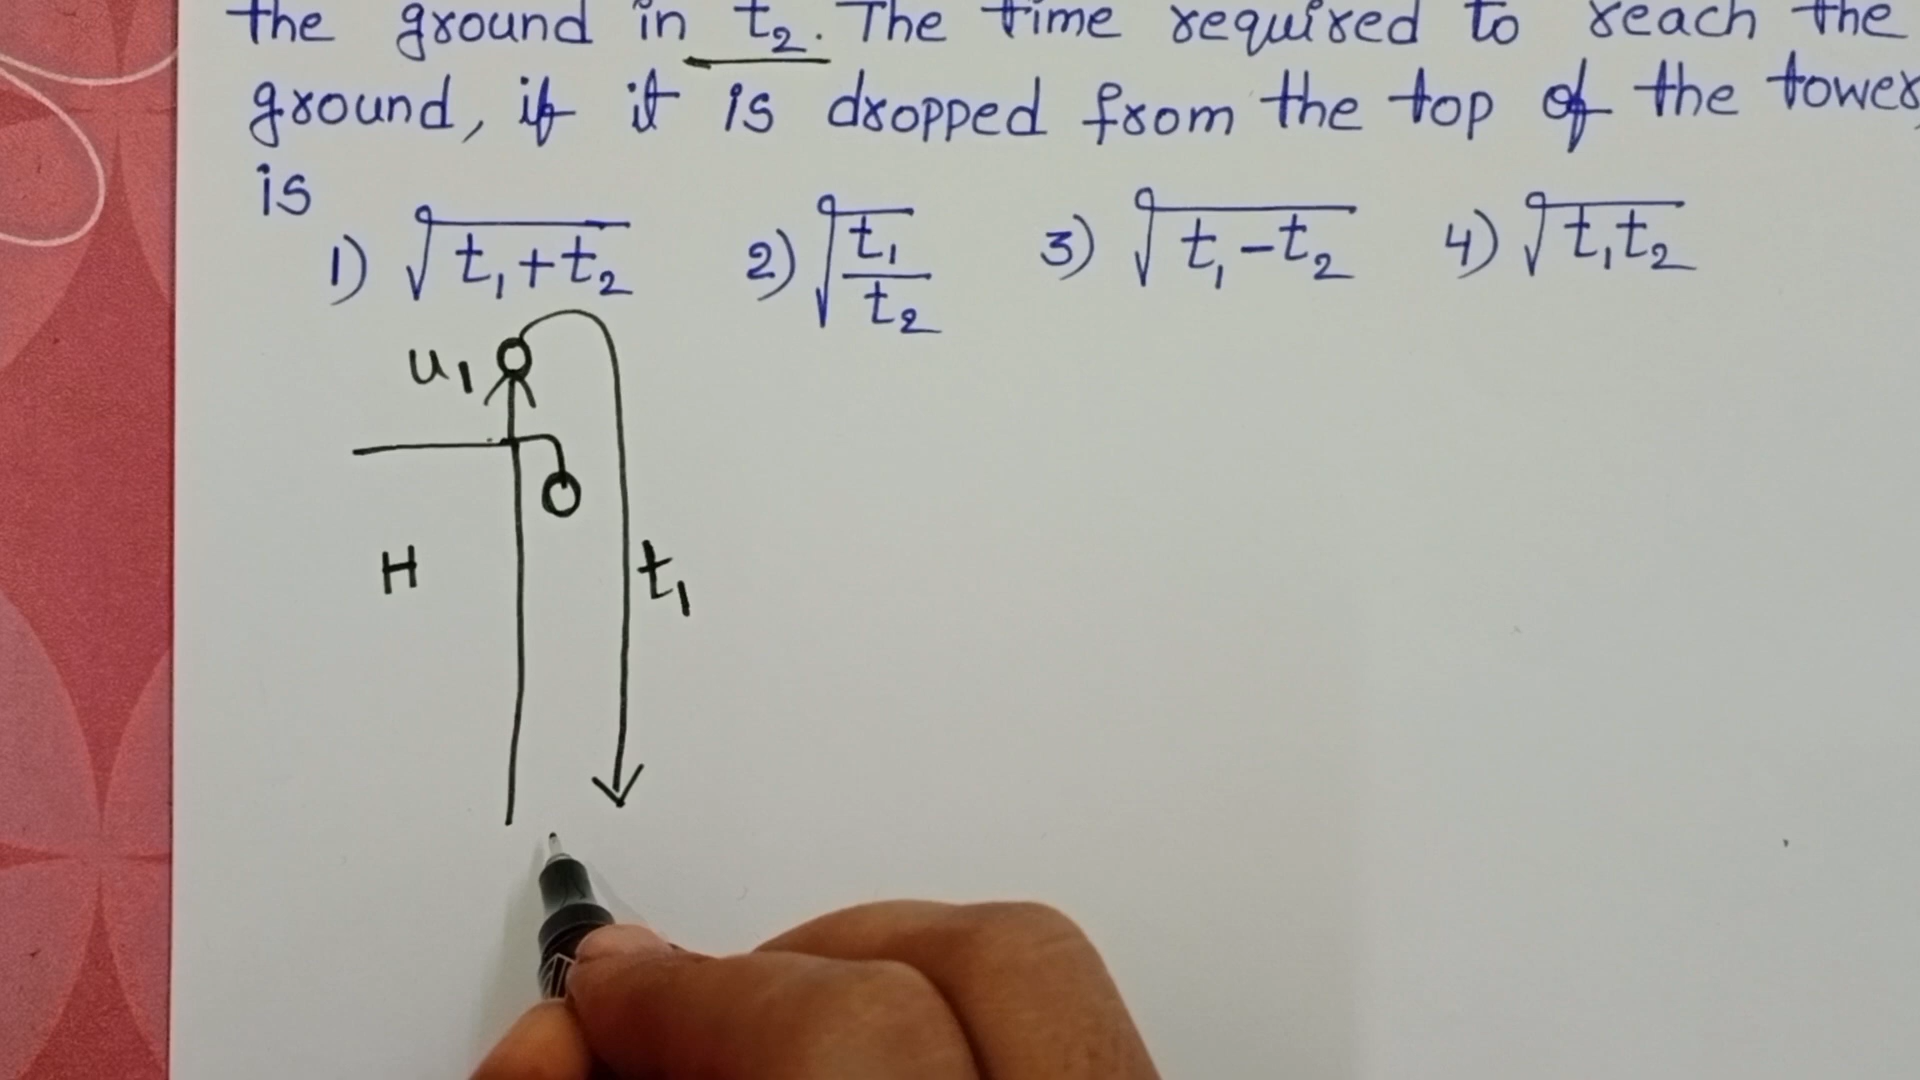 the ground in t₂. The time required to reach the
ground, if it is dropped from the top of the tower,
is
1) √(t₁+t₂) 2) √(t₁/t₂) 3) √(t₁-t₂) 4) √(t₁t₂)
u₁
H
t₁